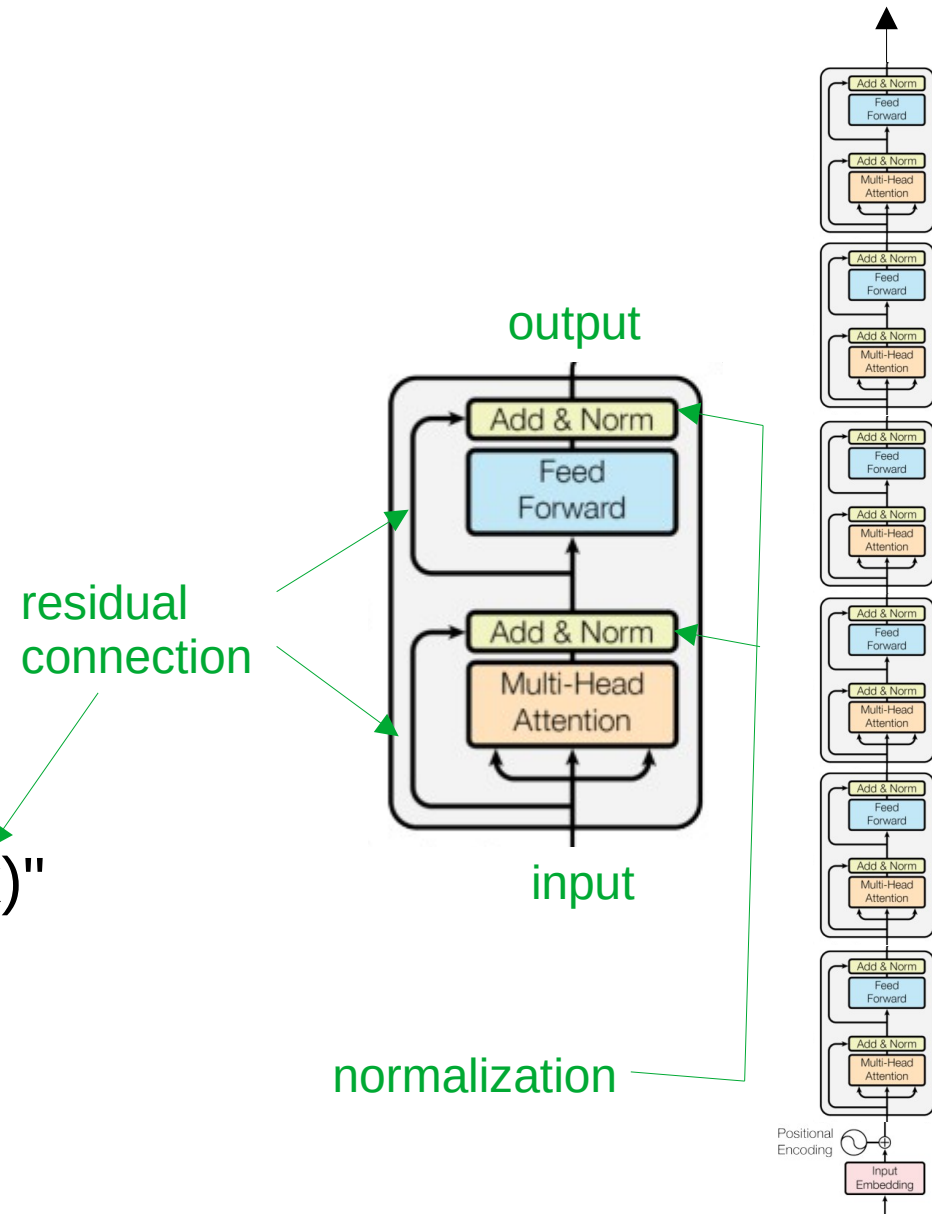 output
Add & Norm
Feed
Forward
Add & Norm
Multi-Head
Attention
input
residual
connection
)"
normalization
Add & Norm
Feed
Forward
Add & Norm
Multi-Head
Attention
Add & Norm
Feed
Forward
Add & Norm
Multi-Head
Attention
Add & Norm
Feed
Forward
Add & Norm
Multi-Head
Attention
Add & Norm
Feed
Forward
Add & Norm
Multi-Head
Attention
Add & Norm
Feed
Forward
Add & Norm
Multi-Head
Attention
Add & Norm
Feed
Forward
Add & Norm
Multi-Head
Attention
Positional
Encoding
Input
Embedding